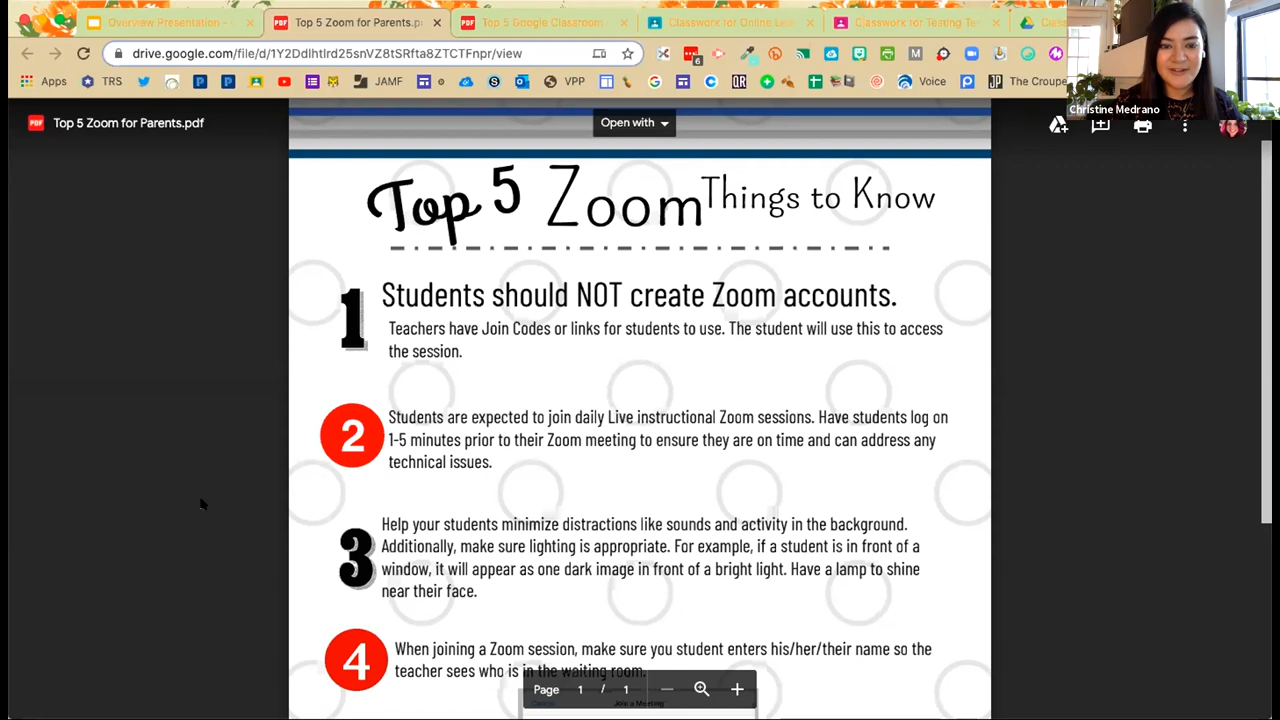 Overview Presentation -
Top 5 Zoom for Parents.p
Top 5 Google Classroom
Classwork for Online L
Classwork for Testing Te
Clas
drive.google.com/file/d/1Y2Ddlhtlrd25snVZ8tSRfta8ZTCTFnpr/view
6
Christine Medrano
Apps
TRS
JAMF
VPP
QR
Voice
The Croupe
PDF
Top 5 Zoom for Parents.pdf
Open with
Top 5 Zoom Things to Know
1
Students should NOT create Zoom accounts.
Teachers have Join Codes or links for students to use. The student will use this to access
the session.
2
Students are expected to join daily Live instructional Zoom sessions. Have students log on
1-5 minutes prior to their Zoom meeting to ensure they are on time and can address any
technical issues.
3
Help your students minimize distractions like sounds and activity in the background.
Additionally, make sure lighting is appropriate. For example, if a student is in front of a
window, it will appear as one dark image in front of a bright light. Have a lamp to shine
near their face.
4
When joining a Zoom session, make sure you student enters his/her/their name so the
teacher sees who is in the waiting room.
Page 1 / 1
Cancel Join a Meeting